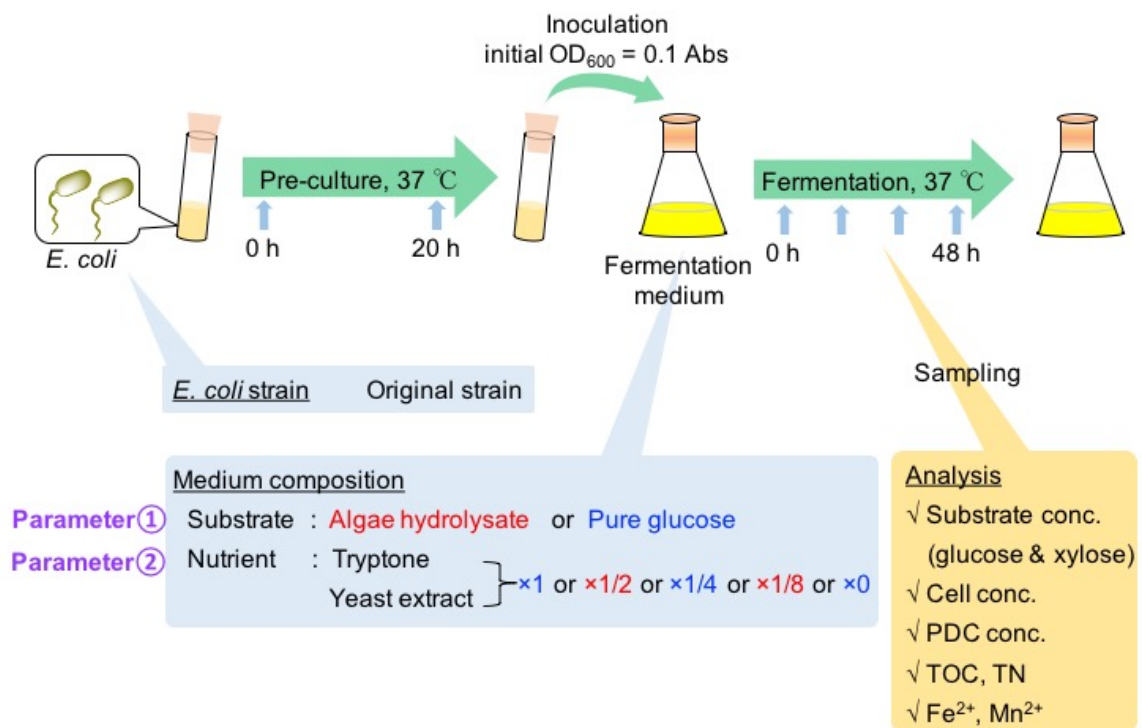 Inoculation
initial OD₆₀₀ = 0.1 Abs
Pre-culture, 37 ℃
Fermentation, 37 ℃
E. coli
0 h
20 h
Fermentation
medium
0 h
48 h
Sampling
E. coli strain Original strain
Medium composition
Parameter① Substrate : Algae hydrolysate or Pure glucose
Parameter② Nutrient : Tryptone
Yeast extract
×1 or ×1/2 or ×1/4 or ×1/8 or ×0
Analysis
√ Substrate conc.
(glucose & xylose)
√ Cell conc.
√ PDC conc.
√ TOC, TN
√ Fe²⁺, Mn²⁺